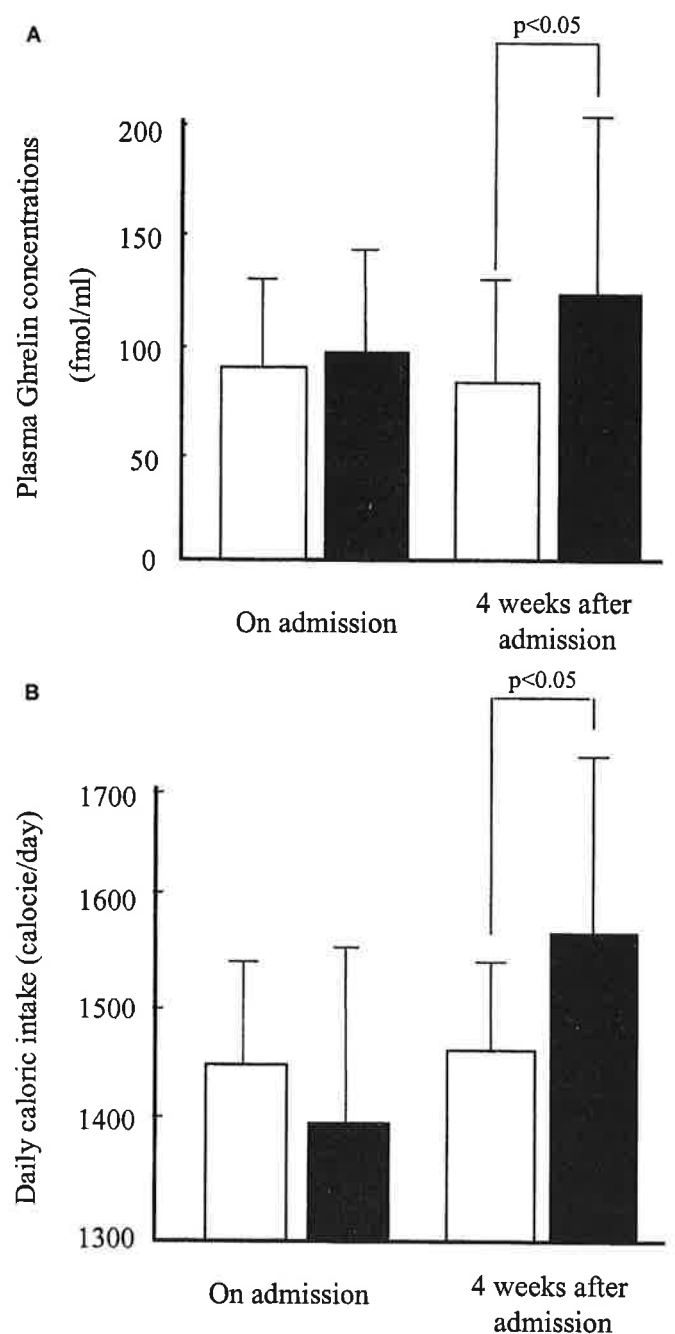 A
p<0.05
Plasma Ghrelin concentrations
(fmol/ml)
200
150
100
50
0
On admission
4 weeks after
admission
B
p<0.05
Daily caloric intake (calocie/day)
1700
1600
1500
1400
1300
On admission
4 weeks after
admission